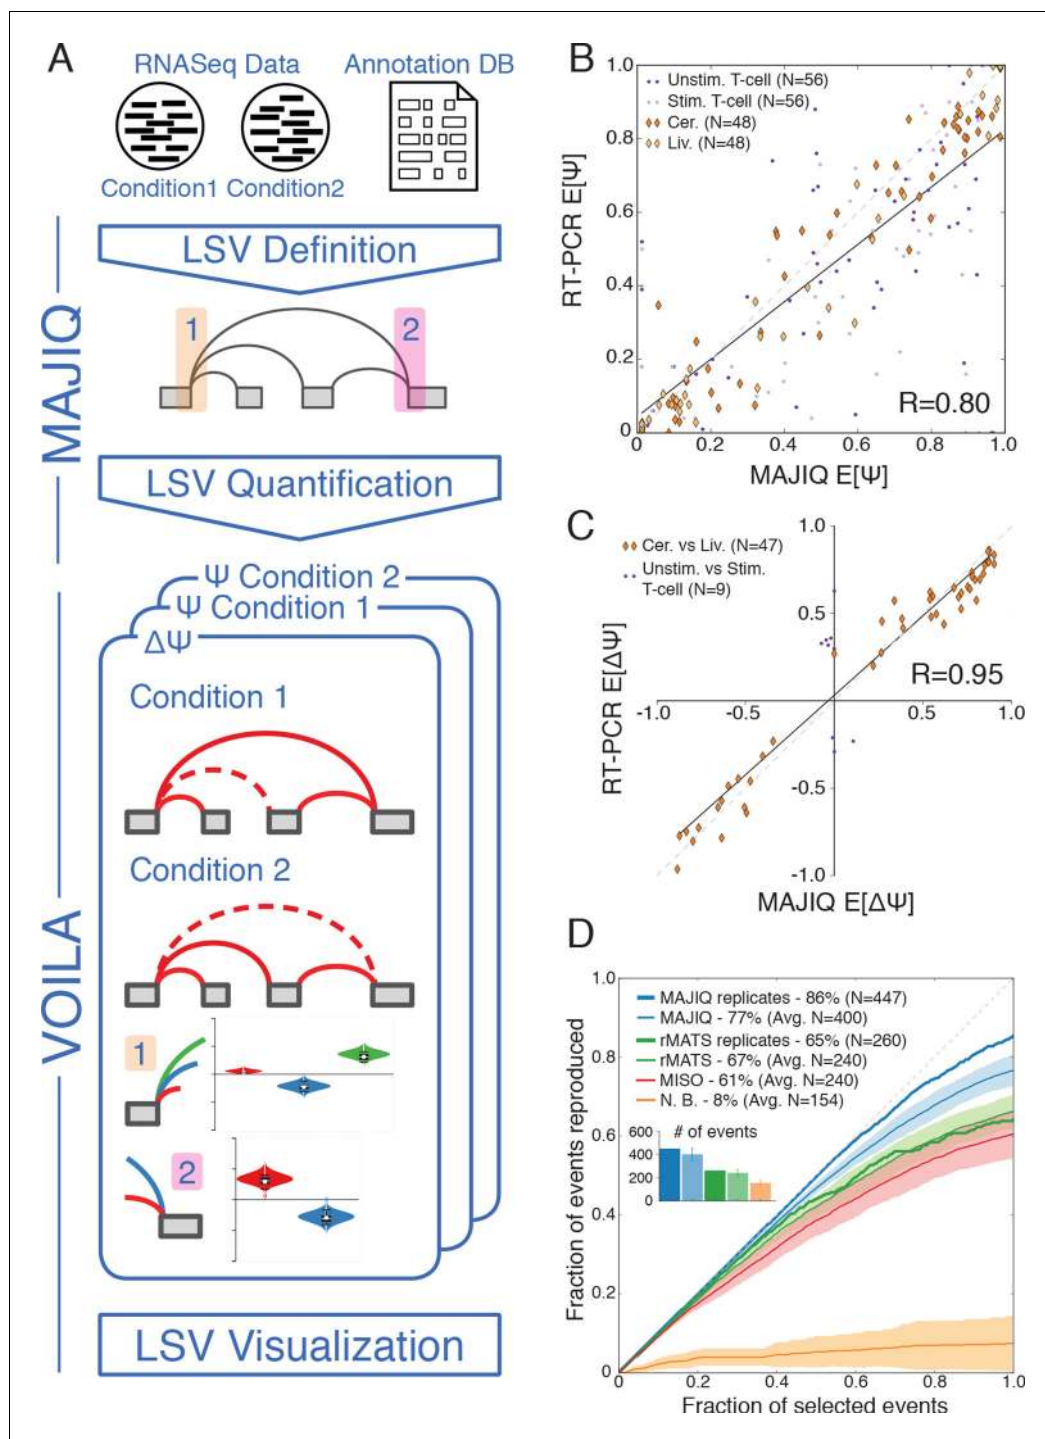 A
RNASeq Data
Annotation DB
Condition1 Condition2
LSV Definition
1
2
MAJIQ
LSV Quantification
Ψ Condition 2
Ψ Condition 1
ΔΨ
Condition 1
Condition 2
VOILA
1
2
LSV Visualization
B
1.0
0.8
0.6
0.4
0.2
0
RT-PCR E[Ψ]
Unstim. T-cell (N=56)
Stim. T-cell (N=56)
Cer. (N=48)
Liv. (N=48)
R=0.80
0 0.2 0.4 0.6 0.8 1.0
MAJIQ E[Ψ]
C
Cer. vs Liv. (N=47)
Unstim. vs Stim.
T-cell (N=9)
1.0
0.5
R=0.95
-1.0 -0.5 0.5 1.0
-0.5
-1.0
RT-PCR E[ΔΨ]
MAJIQ E[ΔΨ]
D
1.0
0.8
0.6
0.4
0.2
0
Fraction of events reproduced
MAJIQ replicates - 86% (N=447)
MAJIQ - 77% (Avg. N=400)
rMATS replicates - 65% (N=260)
rMATS - 67% (Avg. N=240)
MISO - 61% (Avg. N=240)
N. B. - 8% (Avg. N=154)
# of events
600
400
200
0
0 0.2 0.4 0.6 0.8 1.0
Fraction of selected events